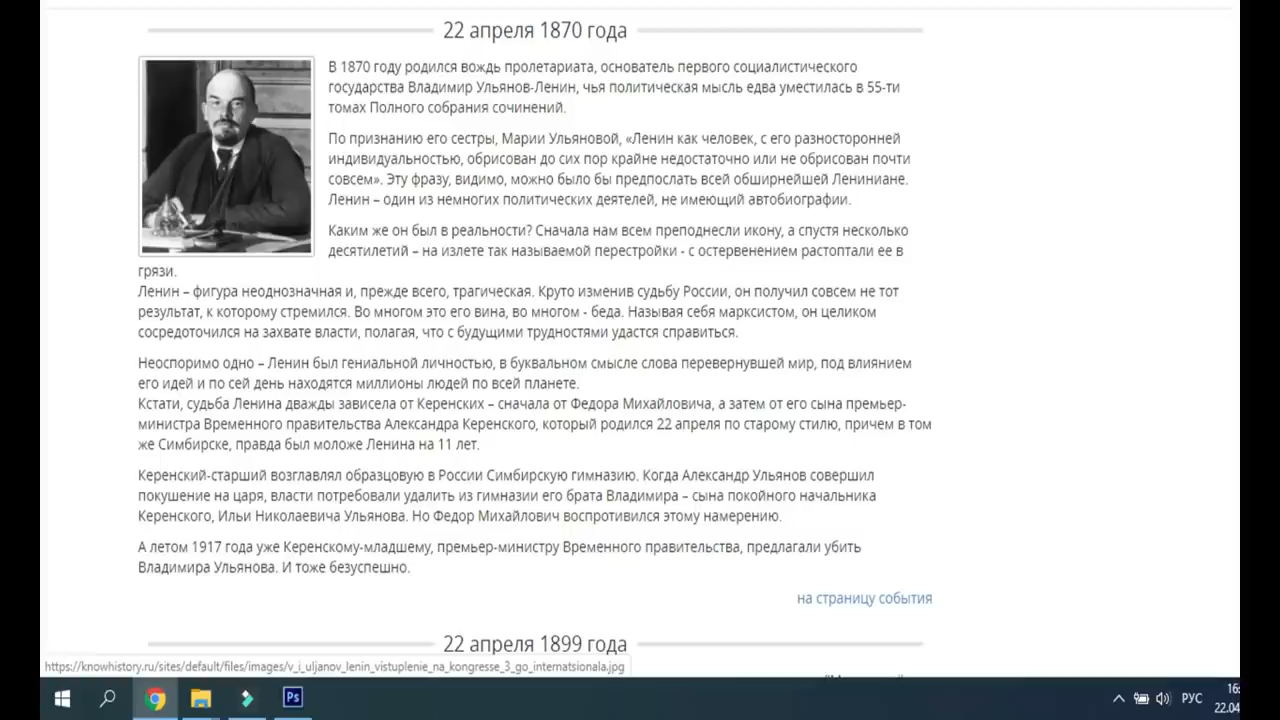 22 апреля 1870 года
В 1870 году родился вождь пролетариата, основатель первого социалистического
государства Владимир Ульянов-Ленин, чья политическая мысль едва уместилась в 55-ти
томах Полного собрания сочинений.
По признанию его сестры, Марии Ульяновой, «Ленин как человек, с его разносторонней
индивидуальностью, обрисован до сих пор крайне недостаточно или не обрисован почти
совсем». Эту фразу, видимо, можно было бы предпослать всей обширнейшей Лениниане.
Ленин – один из немногих политических деятелей, не имеющий автобиографии.
Каким же он был в реальности? Сначала нам всем преподнесли икону, а спустя несколько
десятилетий – на излете так называемой перестройки - с остервенением растоптали ее в
грязи.
Ленин – фигура неоднозначная и, прежде всего, трагическая. Круто изменив судьбу России, он получил совсем не тот
результат, к которому стремился. Во многом это его вина, во многом - беда. Называя себя марксистом, он целиком
сосредоточился на захвате власти, полагая, что с будущими трудностями удастся справиться.
Неоспоримо одно – Ленин был гениальной личностью, в буквальном смысле слова перевернувшей мир, под влиянием
его идей и по сей день находятся миллионы людей по всей планете.
Кстати, судьба Ленина дважды зависела от Керенских – сначала от Федора Михайловича, а затем от его сына премьер-
министра Временного правительства Александра Керенского, который родился 22 апреля по старому стилю, причем в том
же Симбирске, правда был моложе Ленина на 11 лет.
Керенский-старший возглавлял образцовую в России Симбирскую гимназию. Когда Александр Ульянов совершил
покушение на царя, власти потребовали удалить из гимназии его брата Владимира – сына покойного начальника
Керенского, Ильи Николаевича Ульянова. Но Федор Михайлович воспротивился этому намерению.
А летом 1917 года уже Керенскому-младшему, премьер-министру Временного правительства, предлагали убить
Владимира Ульянова. И тоже безуспешно.
на страницу события
22 апреля 1899 года
https://knowhistory.ru/sites/default/files/images/v_i_uljanov_lenin_vistuplenie_na_kongresse_3_go_internatsionala.jpg
Ps
РУС
16:
22.04